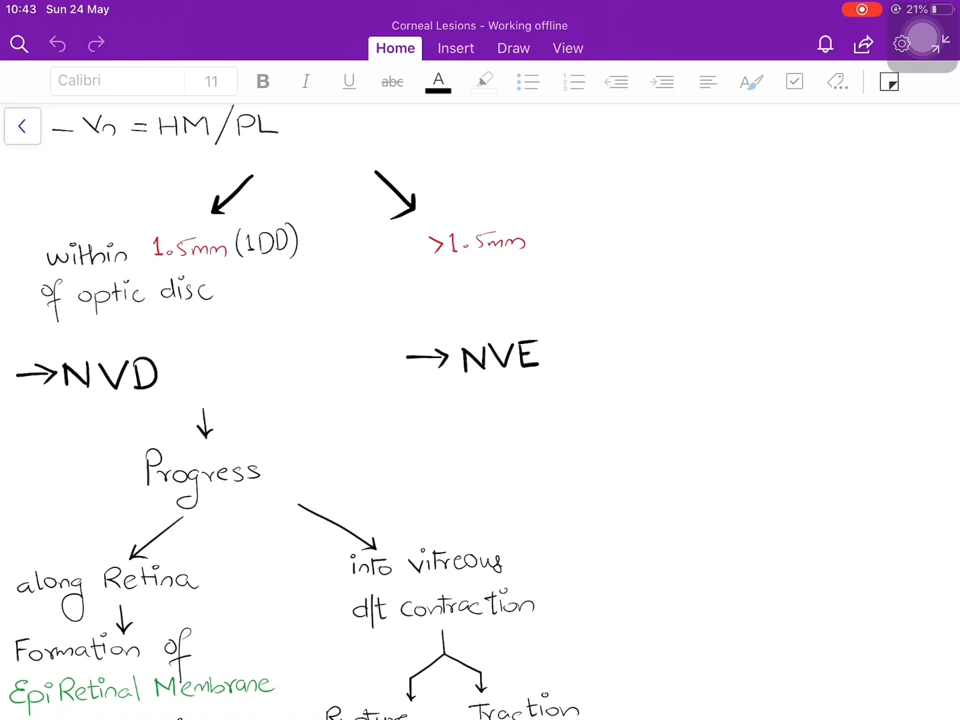 10:43 Sun 24 May
21%
Corneal Lesions - Working offline
Home Insert Draw View
Calibri 11 B I U abc A
- Vn = HM/PL
within 1.5mm (1DD)
of optic disc
>1.5mm
→ NVD
→ NVE
Progress
along Retina
into vitreous
d/t contraction
Formation of
EpiRetinal Membrane
Rupture
Traction